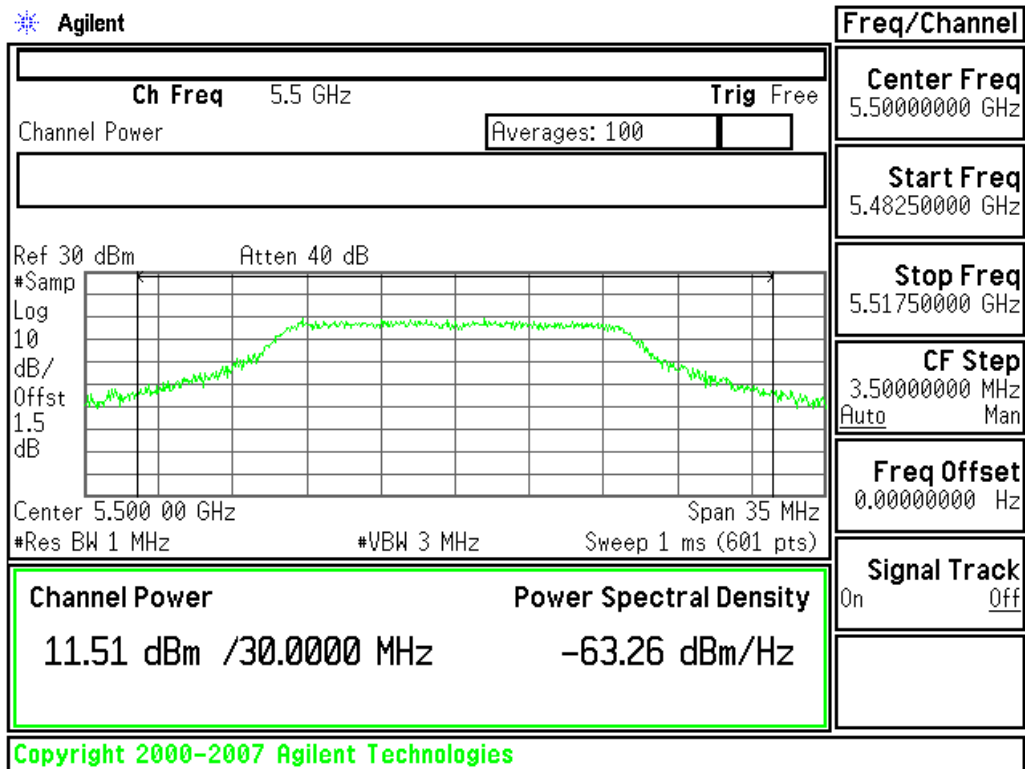 Agilent
Freq/Channel
Ch Freq 5.5 GHz Trig Free
Channel Power Averages: 100
Ref 30 dBm Atten 40 dB
#Samp
Log
10
dB/
Offst
1.5
dB
Center 5.500 00 GHz Span 35 MHz
#Res BW 1 MHz #VBW 3 MHz Sweep 1 ms (601 pts)
Channel Power Power Spectral Density
11.51 dBm /30.0000 MHz -63.26 dBm/Hz
Center Freq
5.50000000 GHz
Start Freq
5.48250000 GHz
Stop Freq
5.51750000 GHz
CF Step
3.50000000 MHz
Auto Man
Freq Offset
0.00000000 Hz
Signal Track
On Off
Copyright 2000-2007 Agilent Technologies